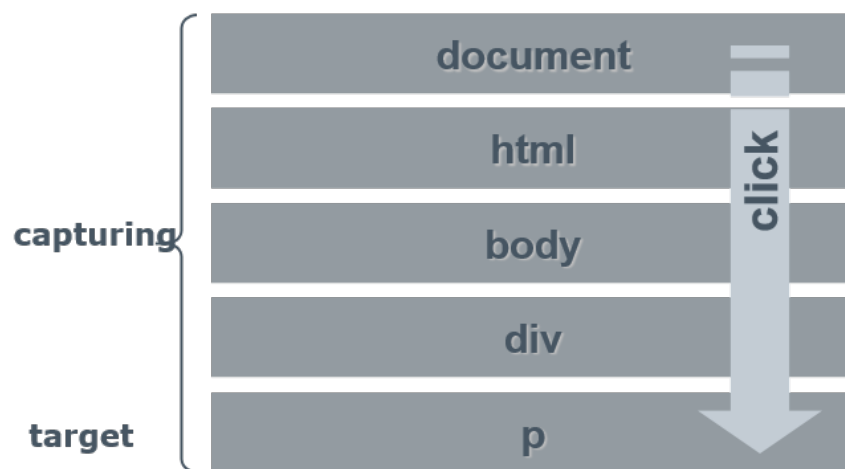 document
html
click
capturing
body
div
target
p